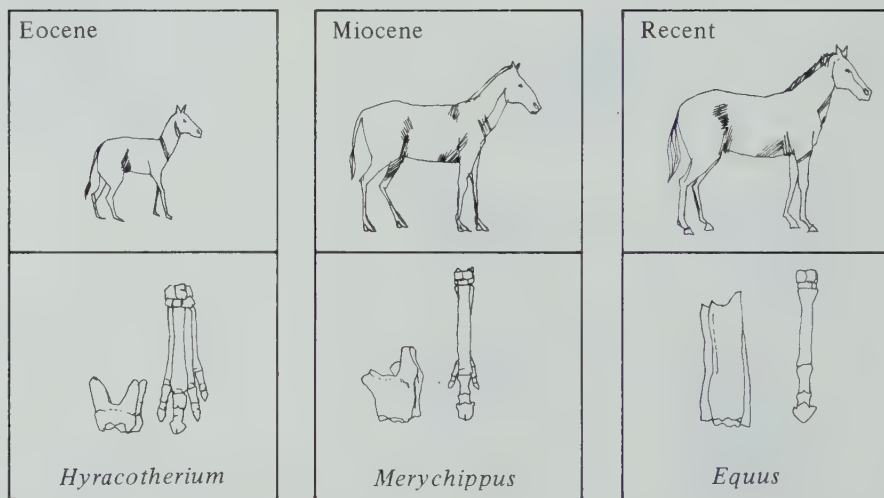 Eocene
Miocene
Recent
Hyracotherium
Merychippus
Equus